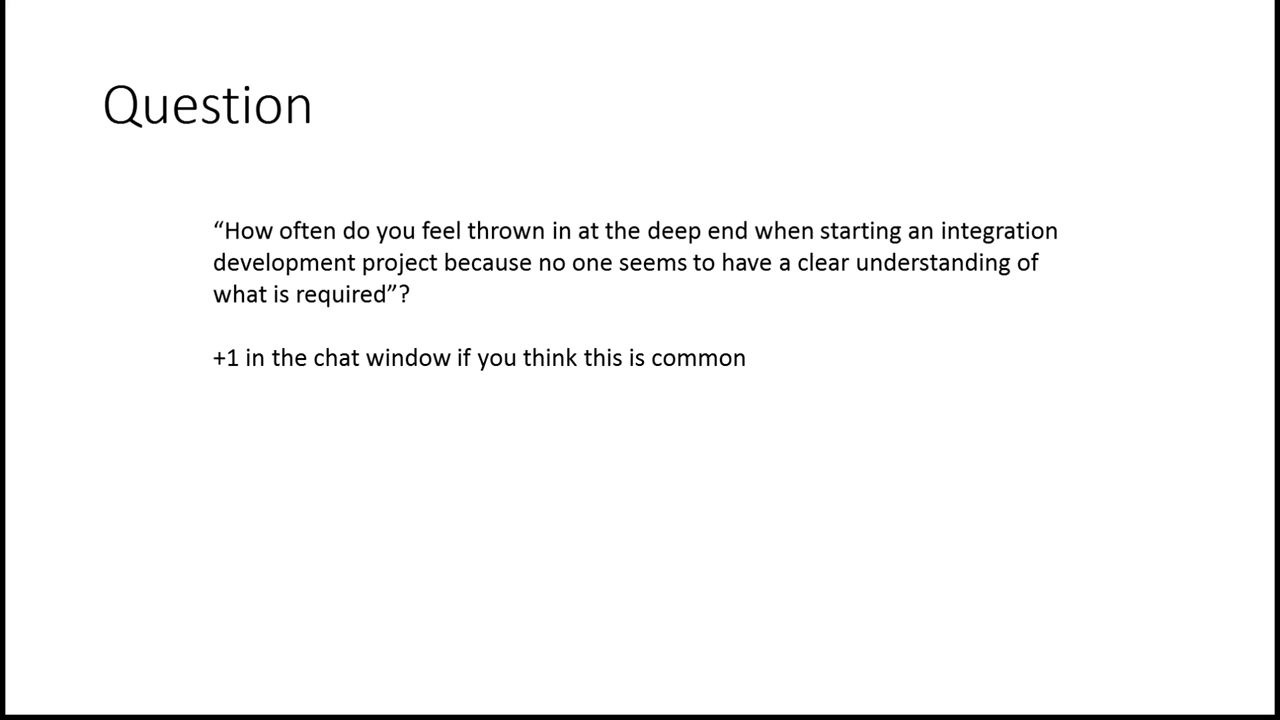 Question
“How often do you feel thrown in at the deep end when starting an integration
development project because no one seems to have a clear understanding of
what is required”?
+1 in the chat window if you think this is common